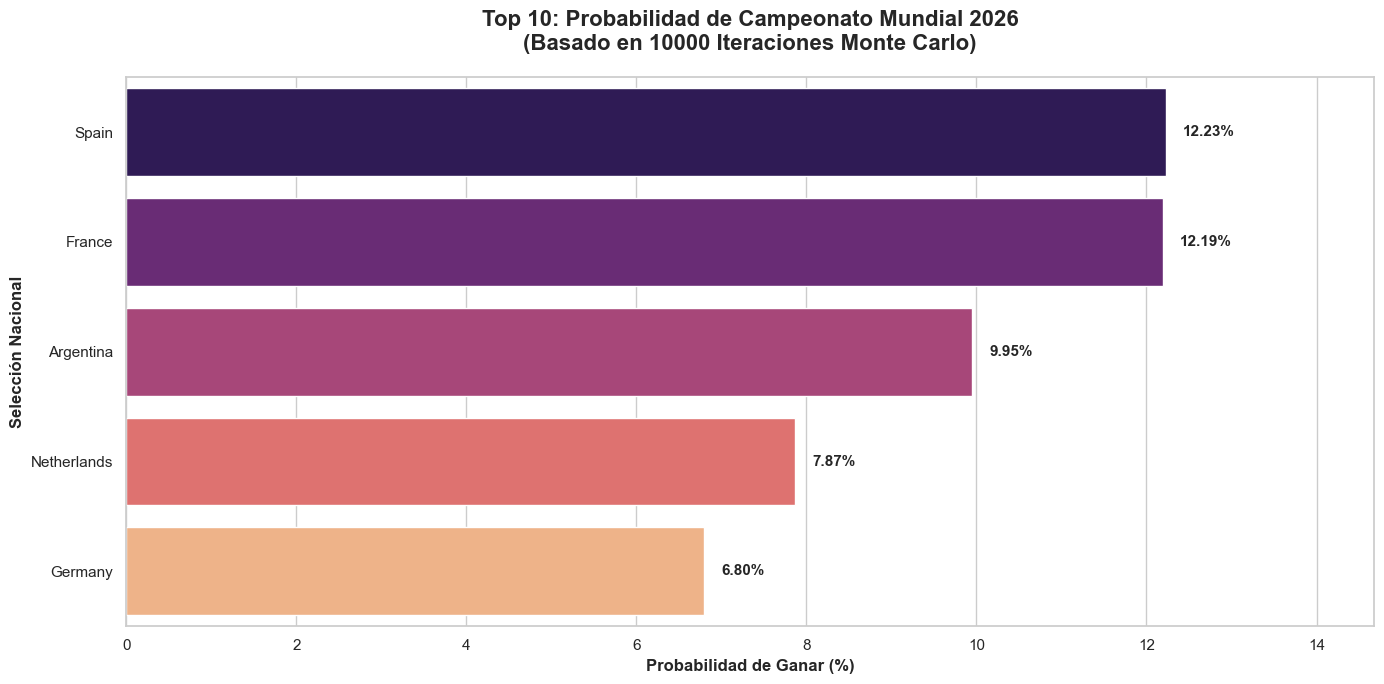 Top 10: Probabilidad de Campeonato Mundial 2026
(Basado en 10000 Iteraciones Monte Carlo)
Selección Nacional
Spain
12.23%
France
12.19%
Argentina
9.95%
Netherlands
7.87%
Germany
6.80%
0 2 4 6 8 10 12 14
Probabilidad de Ganar (%)